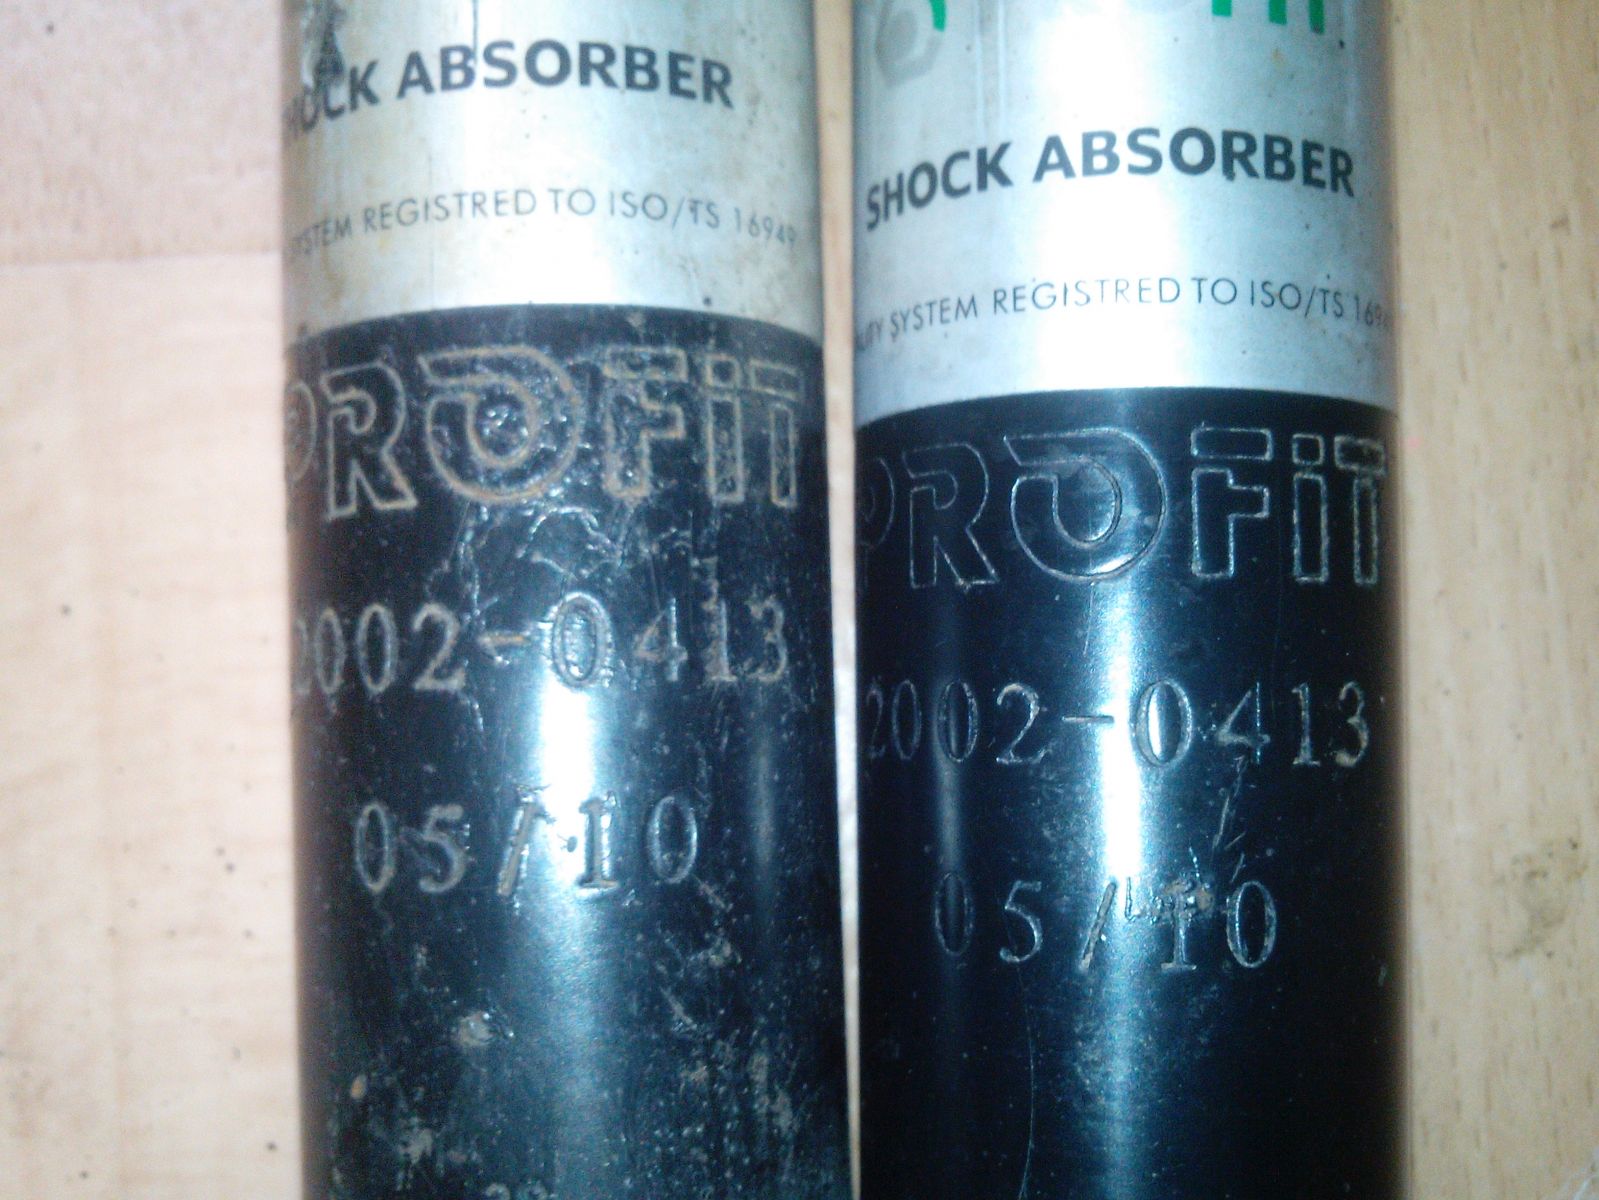 SHOCK ABSORBER
SYSTEM REGISTRED TO ISO/TS 16949
PROFIT
2002-0413
05/10
SHOCK ABSORBER
SYSTEM REGISTRED TO ISO/TS 1694
PROFIT
2002-0413
05/10